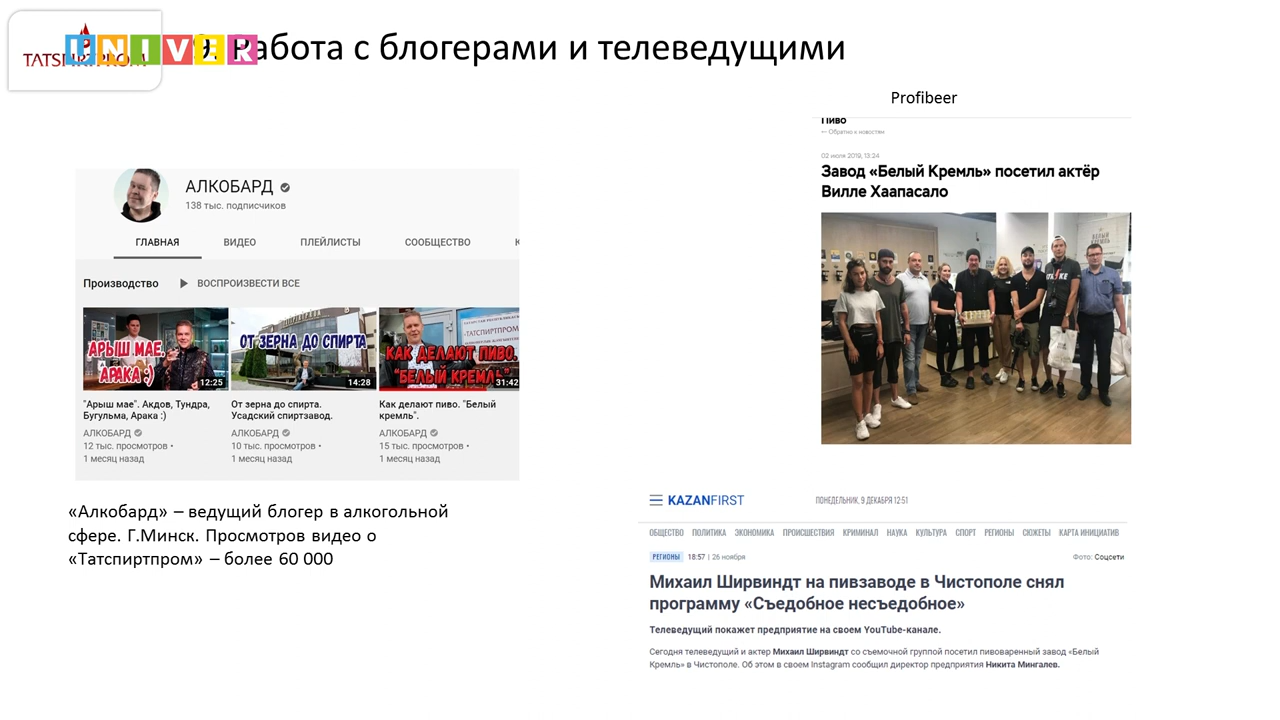 ТАТСПИРТПРОМ
UNIVER
9. Работа с блогерами и телеведущими
АЛКОБАРД
138 тыс. подписчиков
ГЛАВНАЯ ВИДЕО ПЛЕЙЛИСТЫ СООБЩЕСТВО
Производство ВОСПРОИЗВЕСТИ ВСЕ
АРЫШ МАЕ.
АРАКА :)
12:25
ОТ ЗЕРНА ДО СПИРТА
14:28
ТАТСПИРТПРОМ
КАК ДЕЛАЮТ ПИВО.
"БЕЛЫЙ КРЕМЛЬ"
31:42
"Арыш мае". Акдов, Тундра,
Бугульма, Арака :)
АЛКОБАРД
12 тыс. просмотров •
1 месяц назад
От зерна до спирта.
Усадский спиртзавод.
АЛКОБАРД
10 тыс. просмотров •
1 месяц назад
Как делают пиво. "Белый
кремль".
АЛКОБАРД
15 тыс. просмотров •
1 месяц назад
«Алкобард» – ведущий блогер в алкогольной
сфере. Г.Минск. Просмотров видео о
«Татспиртпром» – более 60 000
Profibeer
Пиво
← Обратно к новостям
02 июля 2019, 13:24
Завод «Белый Кремль» посетил актёр
Вилле Хаапасало
KAZANFIRST
ПОНЕДЕЛЬНИК, 9 ДЕКАБРЯ 12:51
ОБЩЕСТВО ПОЛИТИКА ЭКОНОМИКА ПРОИСШЕСТВИЯ КРИМИНАЛ НАУКА КУЛЬТУРА СПОРТ РЕГИОНЫ СЮЖЕТЫ КАРТА ИНИЦИАТИВ
РЕГИОНЫ 18:57 | 26 ноября
Фото: Соцсети
Михаил Ширвиндт на пивзаводе в Чистополе снял
программу «Съедобное несъедобное»
Телеведущий покажет предприятие на своем YouTube-канале.
Сегодня телеведущий и актер Михаил Ширвиндт со съемочной группой посетил пивоваренный завод «Белый
Кремль» в Чистополе. Об этом в своем Instagram сообщил директор предприятия Никита Мингалев.